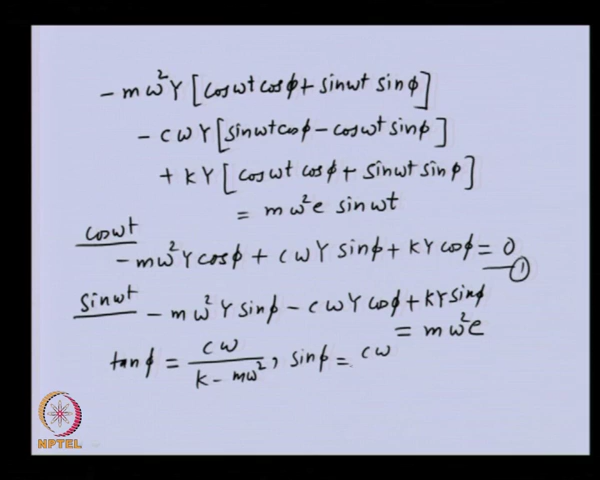 - mω²Y [cosωt cosϕ + sinωt sinϕ]
- cωY [sinωt cosϕ - cosωt sinϕ]
+ KY [cosωt cosϕ + sinωt sinϕ]
= mω²e sinωt
cosωt
- mω²Y cosϕ + cωY sinϕ + KY cosϕ = 0 ①
sinωt - mω²Y sinϕ - cωY cosϕ + KY sinϕ
= mω²e
tanϕ = cω / (K - mω²), sinϕ = cω
NPTEL